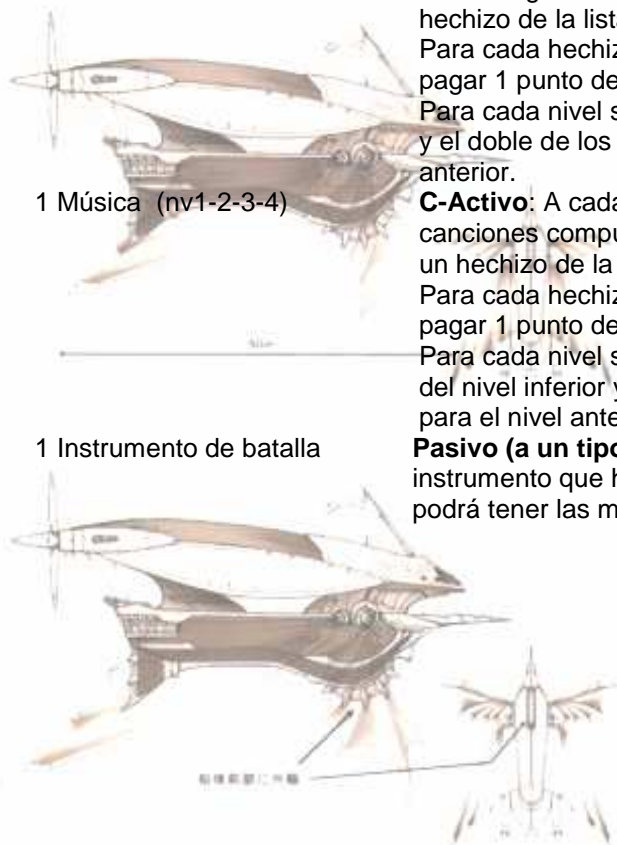 hechizo de la lista
Para cada hechiz
pagar 1 punto de
Para cada nivel s
y el doble de los
anterior.
1 Música (nv1-2-3-4)
C-Activo: A cada
canciones compu
un hechizo de la
Para cada hechiz
pagar 1 punto de
Para cada nivel s
del nivel inferior y
para el nivel ante
1 Instrumento de batalla
Pasivo (a un tipo
instrumento que h
podrá tener las m